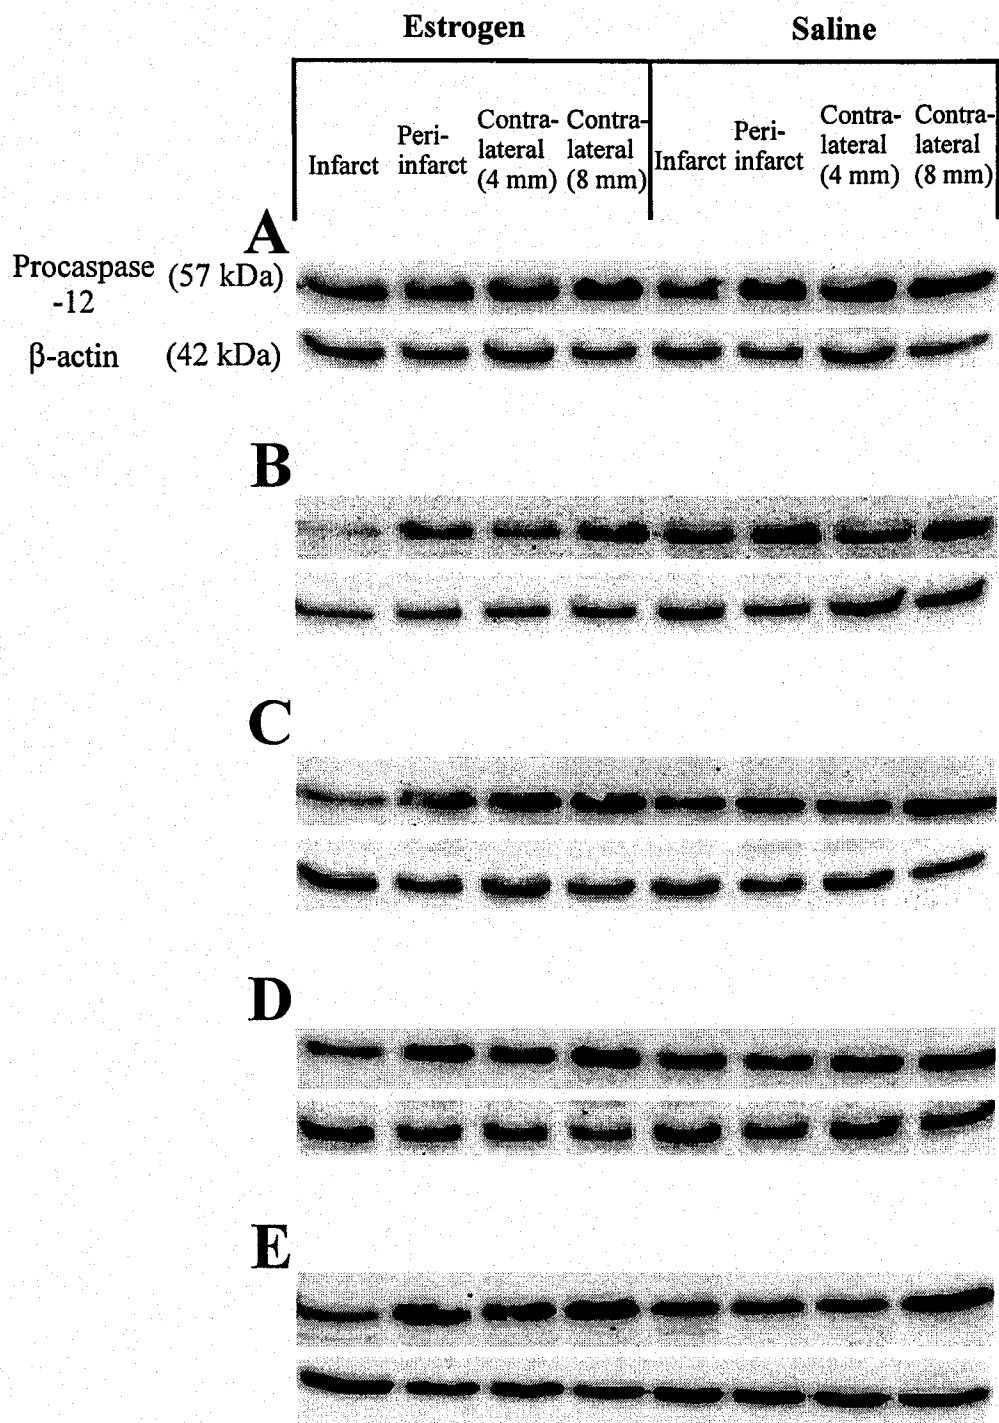 Estrogen Saline
Infarct Peri-infarct Contra-lateral (4 mm) Contra-lateral (8 mm) Infarct Peri-infarct Contra-lateral (4 mm) Contra-lateral (8 mm)
A
Procaspase -12 (57 kDa)
β-actin (42 kDa)
B
C
D
E